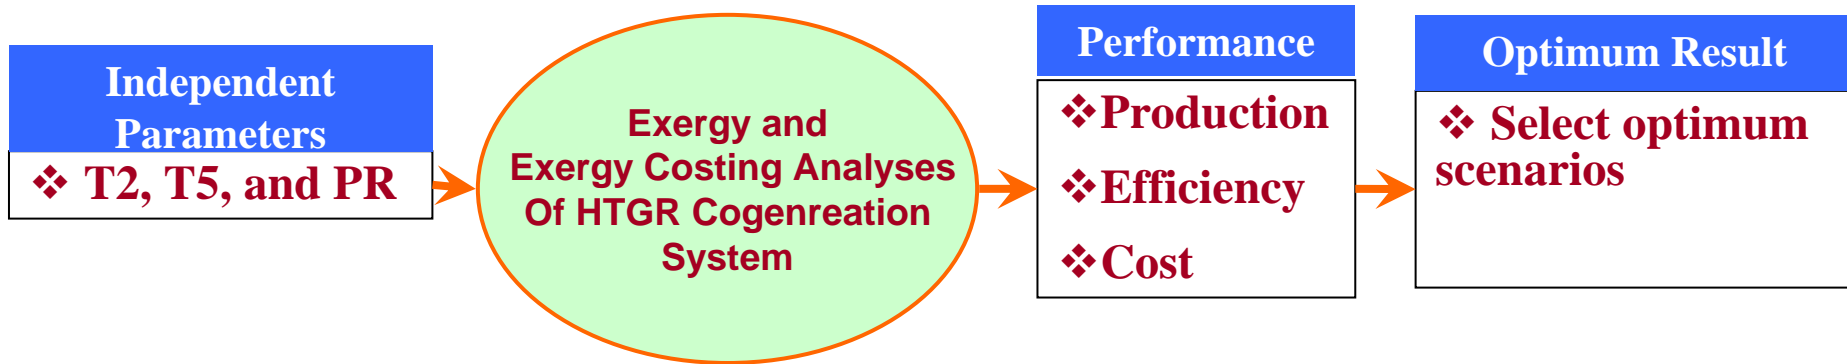 Independent
Parameters
❖ T2, T5, and PR
Exergy and
Exergy Costing Analyses
Of HTGR Cogenreation
System
Performance
❖Production
❖Efficiency
❖Cost
Optimum Result
❖ Select optimum
scenarios